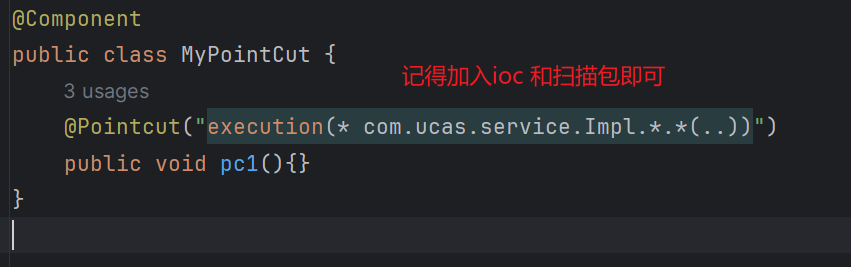 @Component
public class MyPointCut {
记得加入ioc 和扫描包即可
3 usages
@Pointcut("execution(* com.ucas.service.Impl.*.*(..))")
public void pc1(){}
}